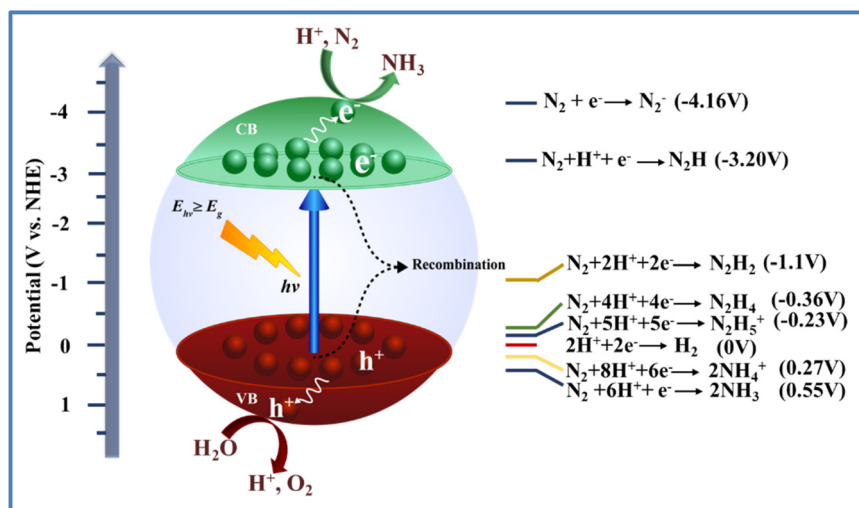 H⁺, N₂
NH₃
e⁻
CB
e⁻
Potential (V vs. NHE)
-4
-3
-2
-1
0
1
E_hν ≥ E_g
hν
Recombination
h⁺
VB
h⁺
H₂O
H⁺, O₂
N₂ + e⁻ → N₂⁻ (-4.16V)
N₂+H⁺+ e⁻ → N₂H (-3.20V)
N₂+2H⁺+2e⁻ → N₂H₂ (-1.1V)
N₂+4H⁺+4e⁻ → N₂H₄ (-0.36V)
N₂+5H⁺+5e⁻ → N₂H₅⁺ (-0.23V)
2H⁺+2e⁻ → H₂ (0V)
N₂+8H⁺+6e⁻ → 2NH₄⁺ (0.27V)
N₂ +6H⁺+ e⁻ → 2NH₃ (0.55V)